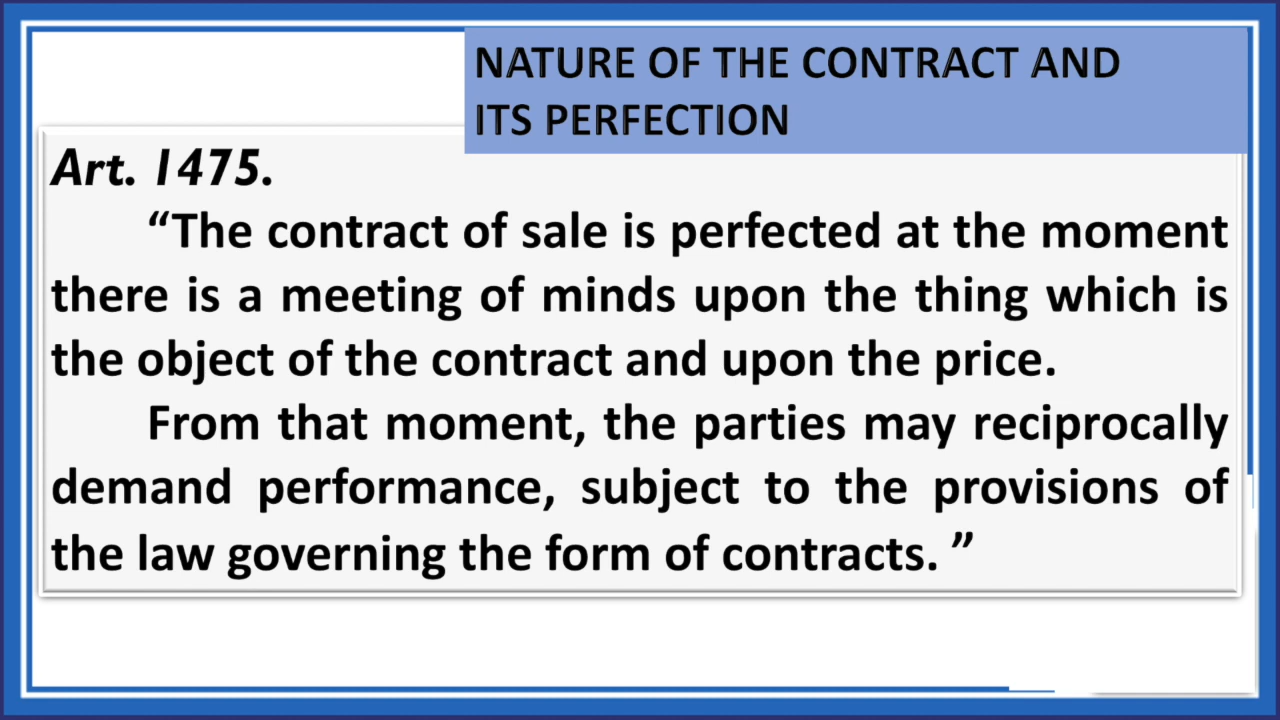 NATURE OF THE CONTRACT AND
ITS PERFECTION
Art. 1475.
“The contract of sale is perfected at the moment
there is a meeting of minds upon the thing which is
the object of the contract and upon the price.
From that moment, the parties may reciprocally
demand performance, subject to the provisions of
the law governing the form of contracts. ”